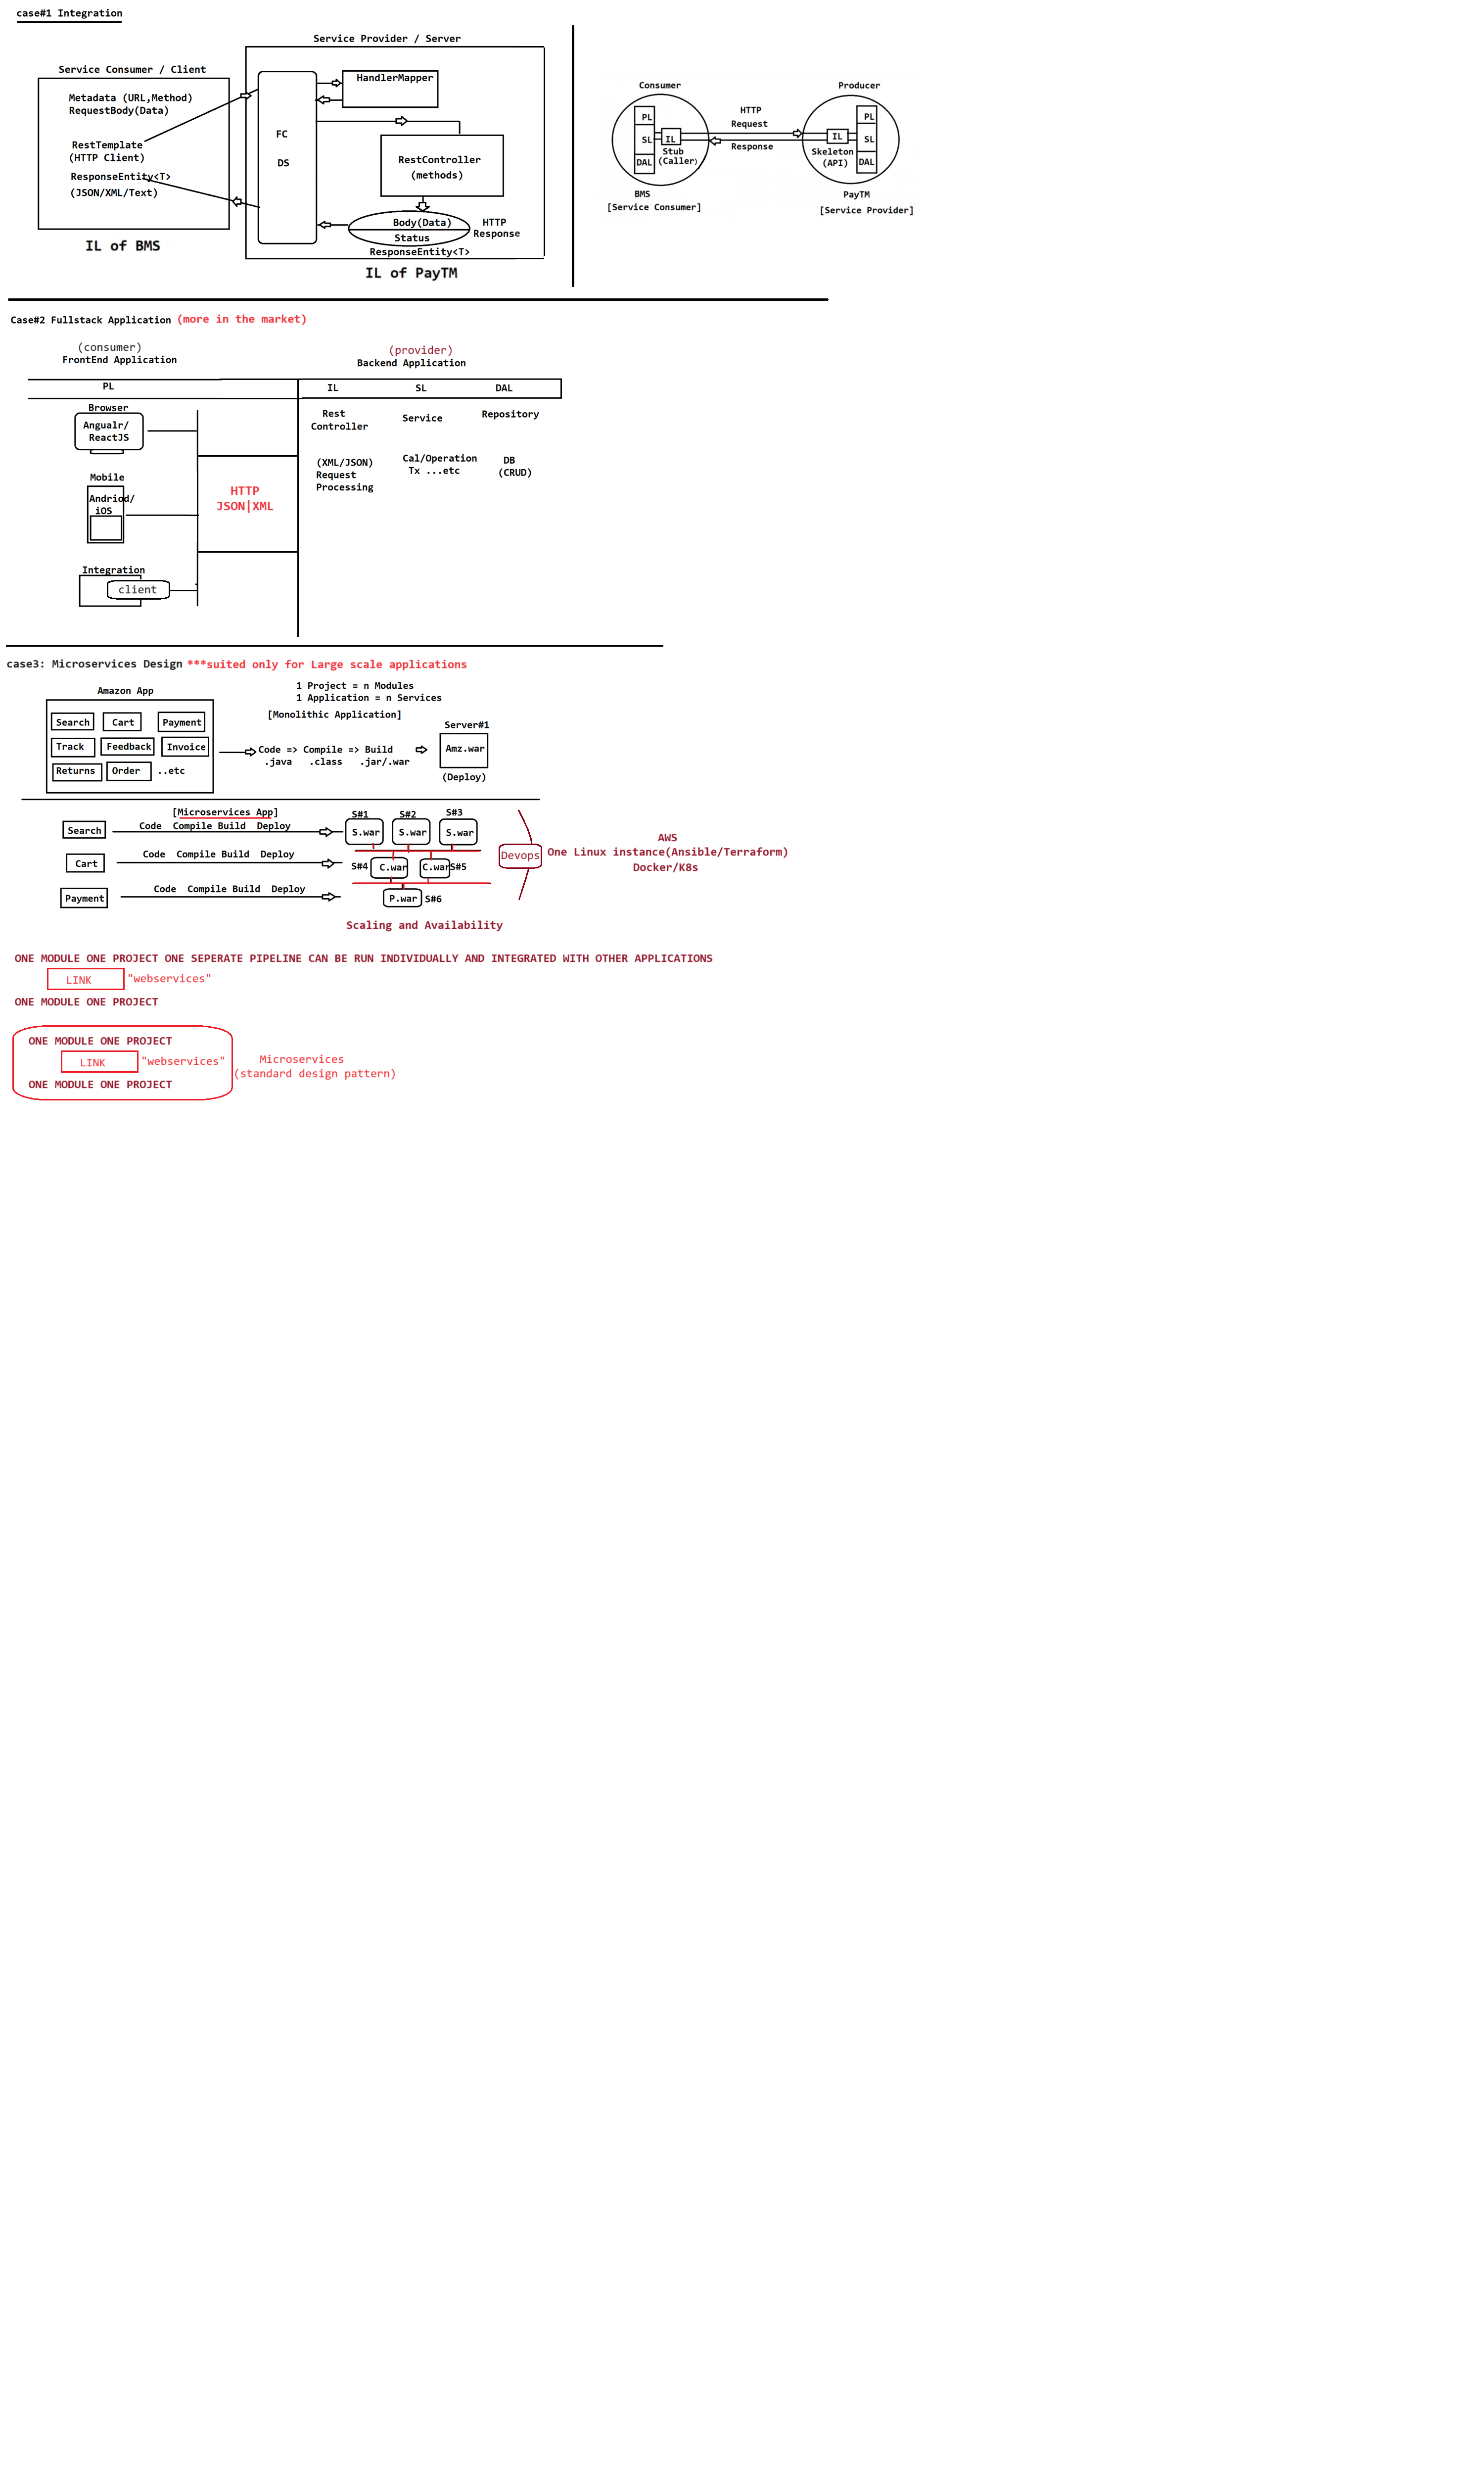 case#1 Integration
Service Provider / Server
Service Consumer / Client
Metadata (URL,Method)
RequestBody(Data)
RestTemplate
(HTTP Client)
ResponseEntity<T>
(JSON/XML/Text)
IL of BMS
FC
DS
HandlerMapper
RestController
(methods)
Body(Data)
Status
HTTP
Response
ResponseEntity<T>
IL of PayTM
Consumer
Producer
PL
SL
DAL
IL
Stub
(Caller)
HTTP
Request
Response
IL
Skeleton
(API)
PL
SL
DAL
BMS
[Service Consumer]
PayTM
[Service Provider]
Case#2 Fullstack Application (more in the market)
(consumer)
FrontEnd Application
(provider)
Backend Application
PL
IL SL DAL
Browser
Angualr/
ReactJS
Mobile
Andriod/
iOS
Integration
client
HTTP
JSON|XML
Rest
Controller
Service
Repository
(XML/JSON)
Request
Processing
Cal/Operation
Tx ...etc
DB
(CRUD)
case3: Microservices Design ***suited only for Large scale applications
Amazon App
1 Project = n Modules
1 Application = n Services
[Monolithic Application]
Search Cart Payment
Track Feedback Invoice
Returns Order ..etc
Code => Compile => Build
.java .class .jar/.war
Server#1
Amz.war
(Deploy)
[Microservices App]
Search
Code Compile Build Deploy
S#1 S#2 S#3
S.war S.war S.war
Cart
Code Compile Build Deploy
S#4 C.war C.war S#5
Payment
Code Compile Build Deploy
P.war S#6
Devops
AWS
One Linux instance(Ansible/Terraform)
Docker/K8s
Scaling and Availability
ONE MODULE ONE PROJECT ONE SEPERATE PIPELINE CAN BE RUN INDIVIDUALLY AND INTEGRATED WITH OTHER APPLICATIONS
LINK "webservices"
ONE MODULE ONE PROJECT
ONE MODULE ONE PROJECT
LINK "webservices"
ONE MODULE ONE PROJECT
Microservices
(standard design pattern)